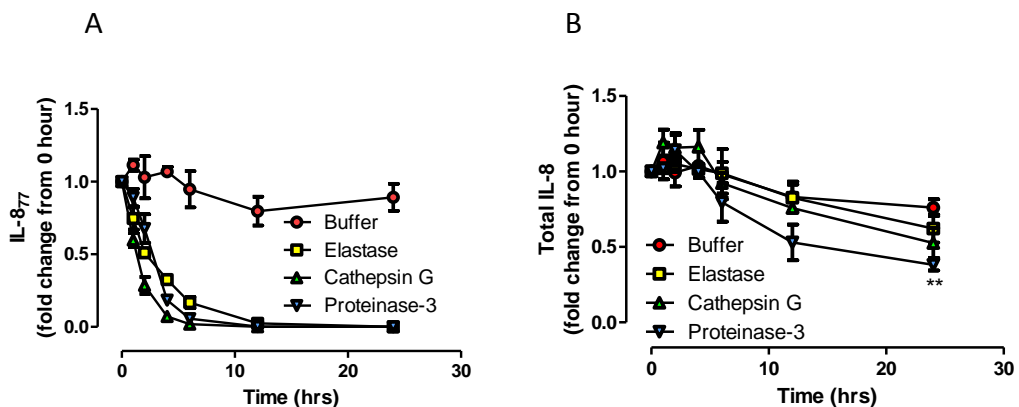 A
IL-8₇₇
(fold change from 0 hour)
1.5
1.0
0.5
0.0
0
10
20
30
Time (hrs)
Buffer
Elastase
Cathepsin G
Proteinase-3
B
Total IL-8
(fold change from 0 hour)
1.5
1.0
0.5
0.0
0
10
20
30
Time (hrs)
Buffer
Elastase
Cathepsin G
Proteinase-3
**